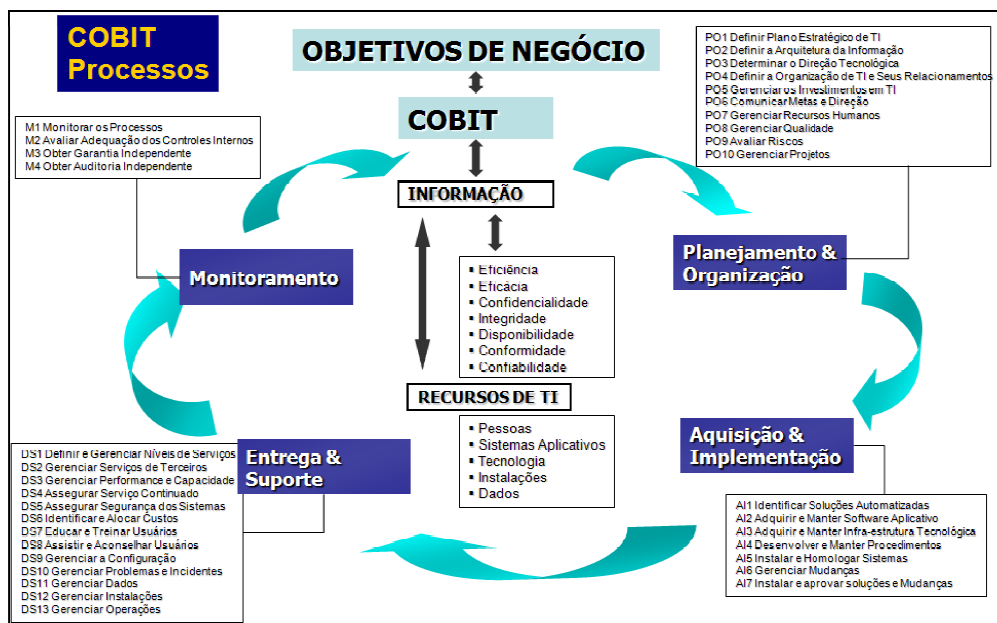 COBIT
Processos
OBJETIVOS DE NEGÓCIO
COBIT
INFORMAÇÃO
▪ Eficiência
▪ Eficácia
▪ Confidencialidade
▪ Integridade
▪ Disponibilidade
▪ Conformidade
▪ Confiabilidade
RECURSOS DE TI
▪ Pessoas
▪ Sistemas Aplicativos
▪ Tecnologia
▪ Instalações
▪ Dados
PO1 Definir Plano Estratégico de TI
PO2 Definir a Arquitetura da Informação
PO3 Determinar o Direção Tecnológica
PO4 Definir a Organização de TI e Seus Relacionamentos
PO5 Gerenciar os Investimentos em TI
PO6 Comunicar Metas e Direção
PO7 Gerenciar Recursos Humanos
PO8 Gerenciar Qualidade
PO9 Avaliar Riscos
PO10 Gerenciar Projetos
Planejamento &
Organização
Aquisição &
Implementação
AI1 Identificar Soluções Automatizadas
AI2 Adquirir e Manter Software Aplicativo
AI3 Adquirir e Manter Infra-estrutura Tecnológica
AI4 Desenvolver e Manter Procedimentos
AI5 Instalar e Homologar Sistemas
AI6 Gerenciar Mudanças
AI7 Instalar e aprovar soluções e Mudanças
Entrega &
Suporte
DS1 Definir e Gerenciar Níveis de Serviços
DS2 Gerenciar Serviços de Terceiros
DS3 Gerenciar Performance e Capacidade
DS4 Assegurar Serviço Continuado
DS5 Assegurar Segurança dos Sistemas
DS6 Identificar e Alocar Custos
DS7 Educar e Treinar Usuários
DS8 Assistir e Aconselhar Usuários
DS9 Gerenciar a Configuração
DS10 Gerenciar Problemas e Incidentes
DS11 Gerenciar Dados
DS12 Gerenciar Instalações
DS13 Gerenciar Operações
Monitoramento
M1 Monitorar os Processos
M2 Avaliar Adequação dos Controles Internos
M3 Obter Garantia Independente
M4 Obter Auditoria Independente